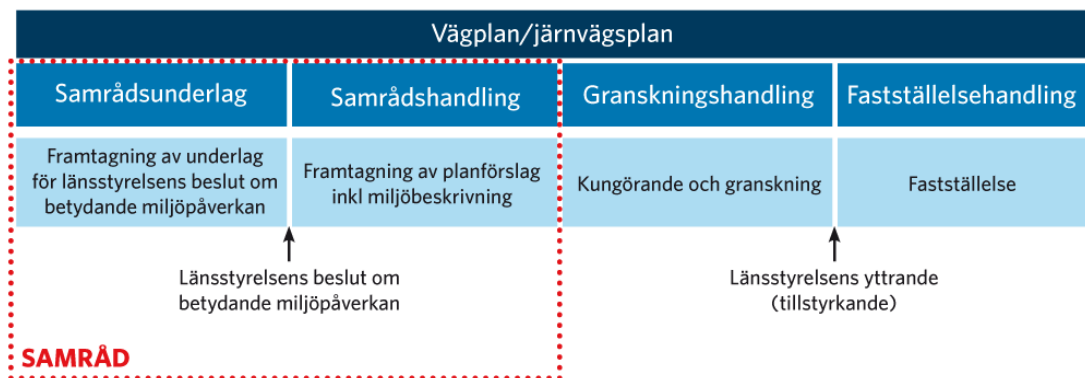 Vägplan/järnvägsplan
Samrådsunderlag
Samrådshandling
Granskningshandling
Fastställelsehandling
Framtagning av underlag
för länsstyrelsens beslut om
betydande miljöpåverkan
Framtagning av planförslag
inkl miljöbeskrivning
Kungörande och granskning
Fastställelse
Länsstyrelsens beslut om
betydande miljöpåverkan
Länsstyrelsens yttrande
(tillstyrkande)
SAMRÅD